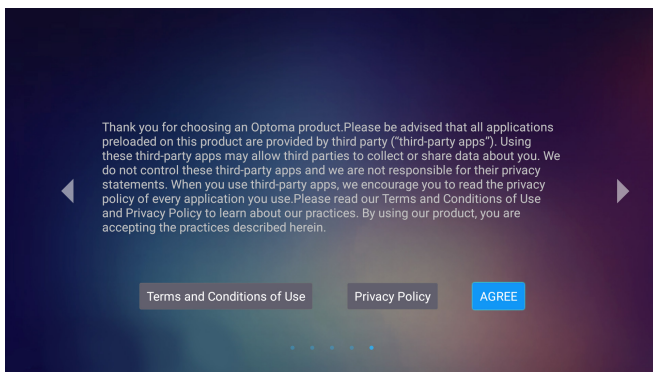 Thank you for choosing an Optoma product.Please be advised that all applications
preloaded on this product are provided by third party (“third-party apps”). Using
these third-party apps may allow third parties to collect or share data about you. We
do not control these third-party apps and we are not responsible for their privacy
statements. When you use third-party apps, we encourage you to read the privacy
policy of every application you use.Please read our Terms and Conditions of Use
and Privacy Policy to learn about our practices. By using our product, you are
accepting the practices described herein.
Terms and Conditions of Use Privacy Policy AGREE